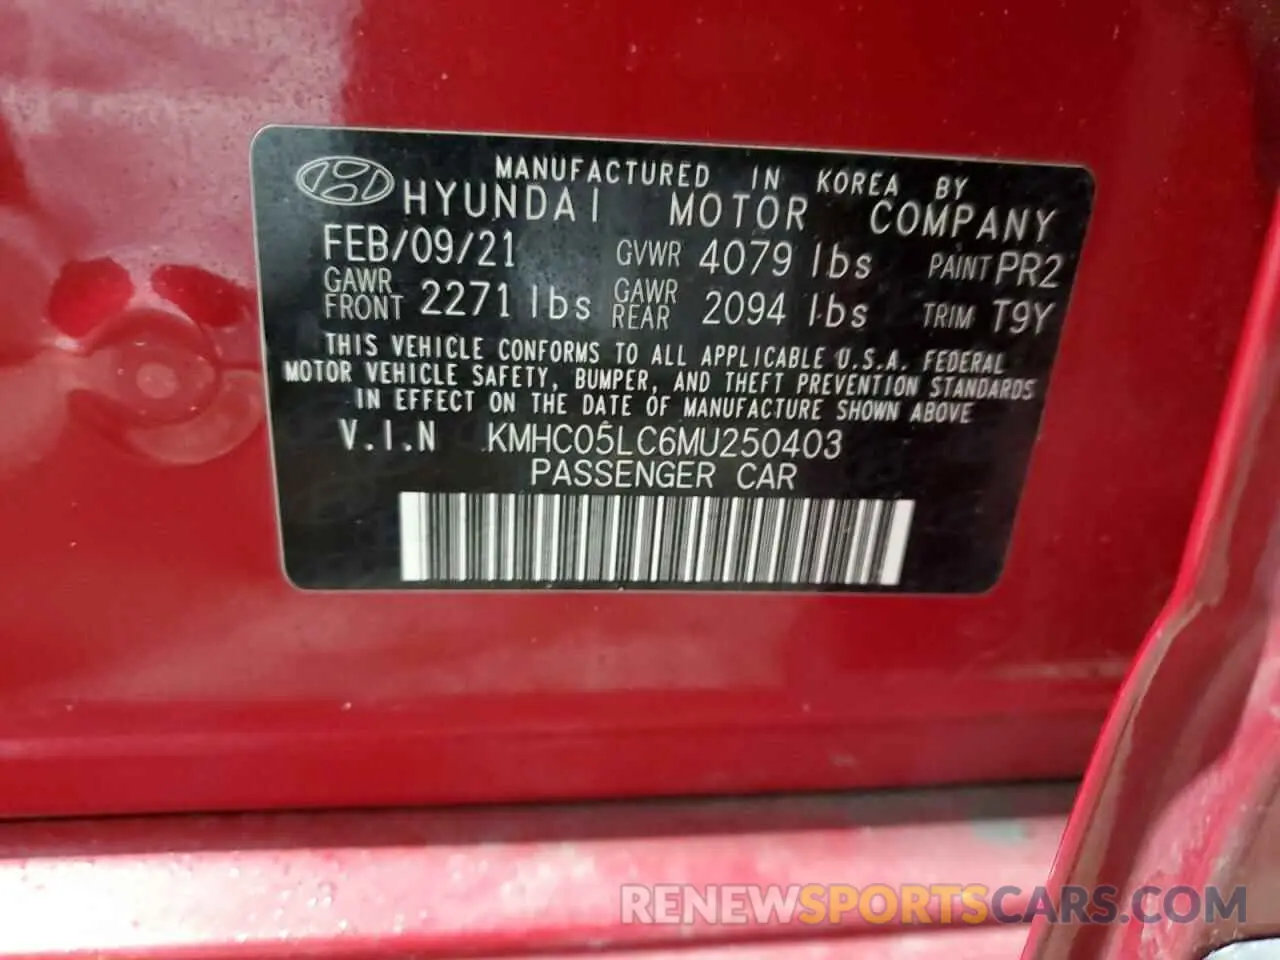 MANUFACTURED IN KOREA BY
HYUNDAI MOTOR COMPANY
FEB/09/21 GVWR 4079 lbs PAINT PR2
GAWR FRONT 2271 lbs GAWR REAR 2094 lbs TRIM T9Y
THIS VEHICLE CONFORMS TO ALL APPLICABLE U.S.A. FEDERAL
MOTOR VEHICLE SAFETY, BUMPER, AND THEFT PREVENTION STANDARDS
IN EFFECT ON THE DATE OF MANUFACTURE SHOWN ABOVE
V.I.N KMHC05LC6MU250403
PASSENGER CAR
RENEWSPORTSCARS.COM